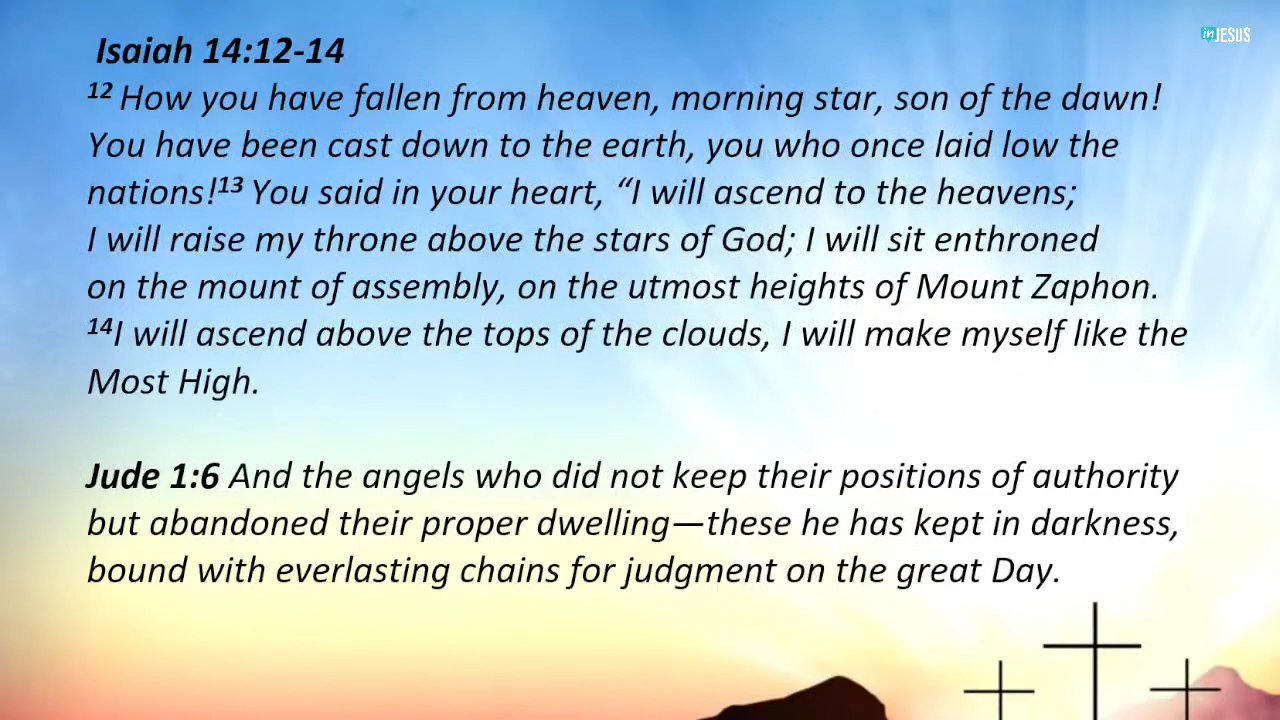 in JESUS
Isaiah 14:12-14
12 How you have fallen from heaven, morning star, son of the dawn!
You have been cast down to the earth, you who once laid low the
nations!13 You said in your heart, “I will ascend to the heavens;
I will raise my throne above the stars of God; I will sit enthroned
on the mount of assembly, on the utmost heights of Mount Zaphon.
14I will ascend above the tops of the clouds, I will make myself like the
Most High.
Jude 1:6 And the angels who did not keep their positions of authority
but abandoned their proper dwelling—these he has kept in darkness,
bound with everlasting chains for judgment on the great Day.